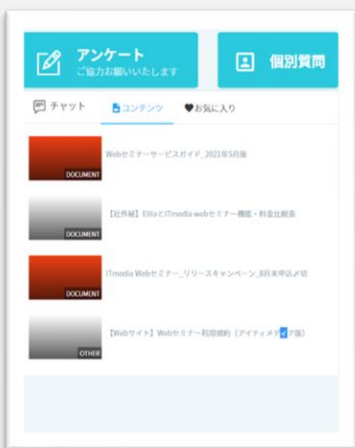 アンケート
ご協力お願いいたします
個別質問
チャット
コンテンツ
お気に入り
Webセミナーサービスガイド_2021年5月版
DOCUMENT
【社外秘】EliteとITmedia webセミナー機能・料金比較表
DOCUMENT
ITmedia Webセミナー_リリースキャンペーン_8月末申込〆切
DOCUMENT
【Webサイト】Webセミナー利用規約（アイティメディア版）
OTHER